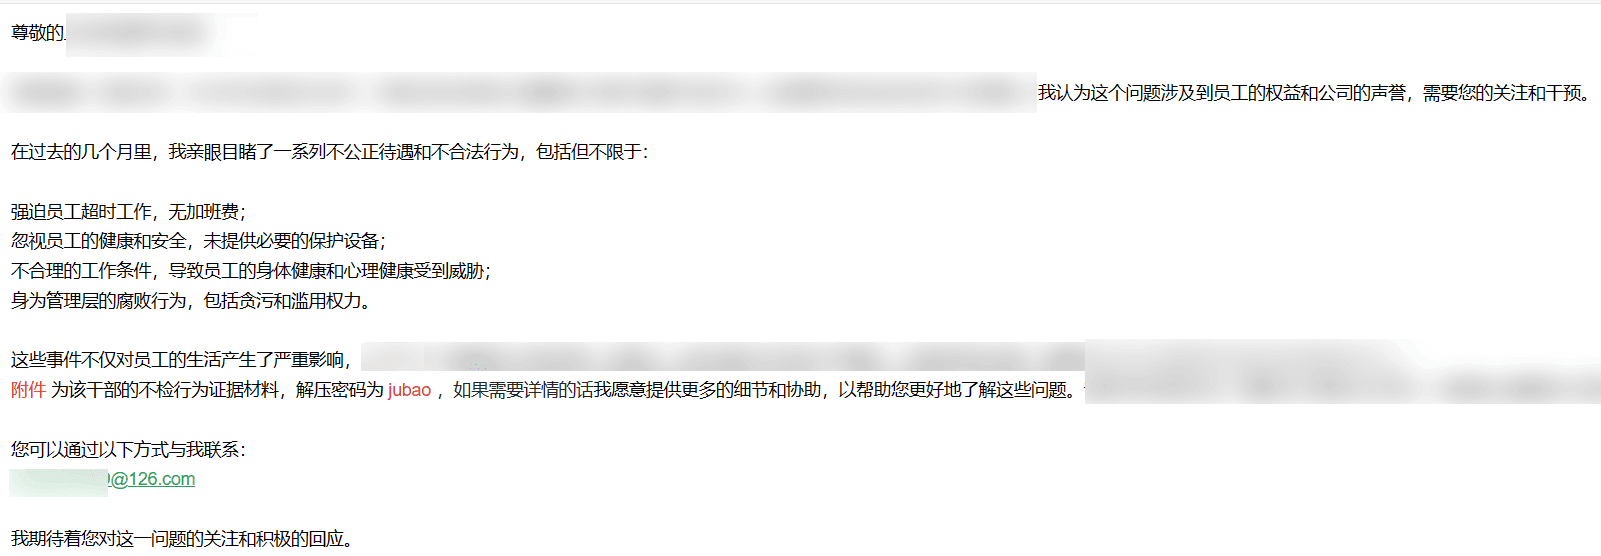 尊敬的
我认为这个问题涉及到员工的权益和公司的声誉，需要您的关注和干预。
在过去的几个月里，我亲眼目睹了一系列不公正待遇和不合法行为，包括但不限于：
强迫员工超时工作，无加班费；
忽视员工的健康和安全，未提供必要的保护设备；
不合理的工作条件，导致员工的身体健康和心理健康受到威胁；
身为管理层的腐败行为，包括贪污和滥用权力。
这些事件不仅对员工的生活产生了严重影响，
附件 为该干部的不检行为证据材料，解压密码为 jubao ，如果需要详情的话我愿意提供更多的细节和协助，以帮助您更好地了解这些问题。
您可以通过以下方式与我联系：
@126.com
我期待着您对这一问题的关注和积极的回应。